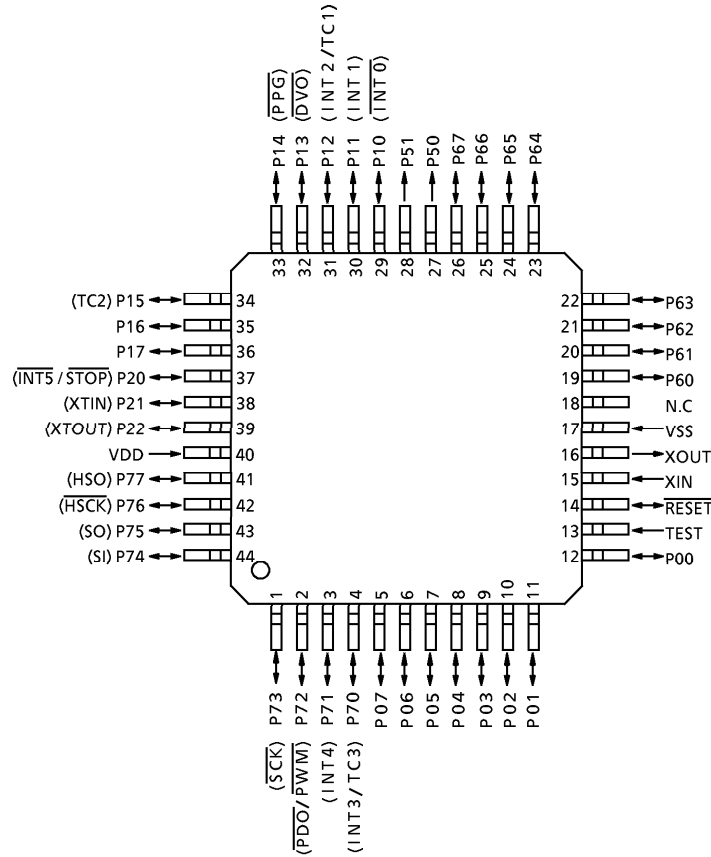 (PPG)
(DVO)
(INT2/TC1)
(INT1)
(INT0)
P14
P13
P12
P11
P10
P51
P50
P67
P66
P65
P64
33
32
31
30
29
28
27
26
25
24
23
(TC2) P15 34
P16 35
P17 36
(INT5/STOP) P20 37
(XTIN) P21 38
(XTOUT) P22 39
VDD 40
(HSO) P77 41
(HSCK) P76 42
(SO) P75 43
(SI) P74 44
22 P63
21 P62
20 P61
19 P60
18 N.C
17 VSS
16 XOUT
15 XIN
14 RESET
13 TEST
12 P00
1
2
3
4
5
6
7
8
9
10
11
P73
P72
P71
P70
P07
P06
P05
P04
P03
P02
P01
(SCK)
(PDO/PWM)
(INT4)
(INT3/TC3)